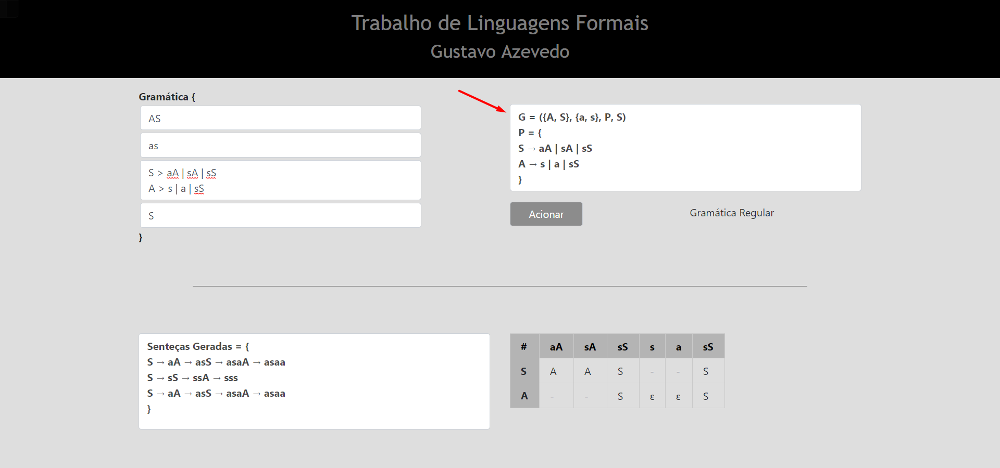 Trabalho de Linguagens Formais
Gustavo Azevedo
Gramática {
AS
as
S > aA | sA | sS
A > s | a | sS
S
}
G = ({A, S}, {a, s}, P, S)
P = {
S → aA | sA | sS
A → s | a | sS
}
Acionar
Gramática Regular
Senteças Geradas = {
S → aA → asS → asaA → asaa
S → sS → ssA → sss
S → aA → asS → asaA → asaa
}
# aA sA sS s a sS
S A A S - - S
A - - S ε ε S